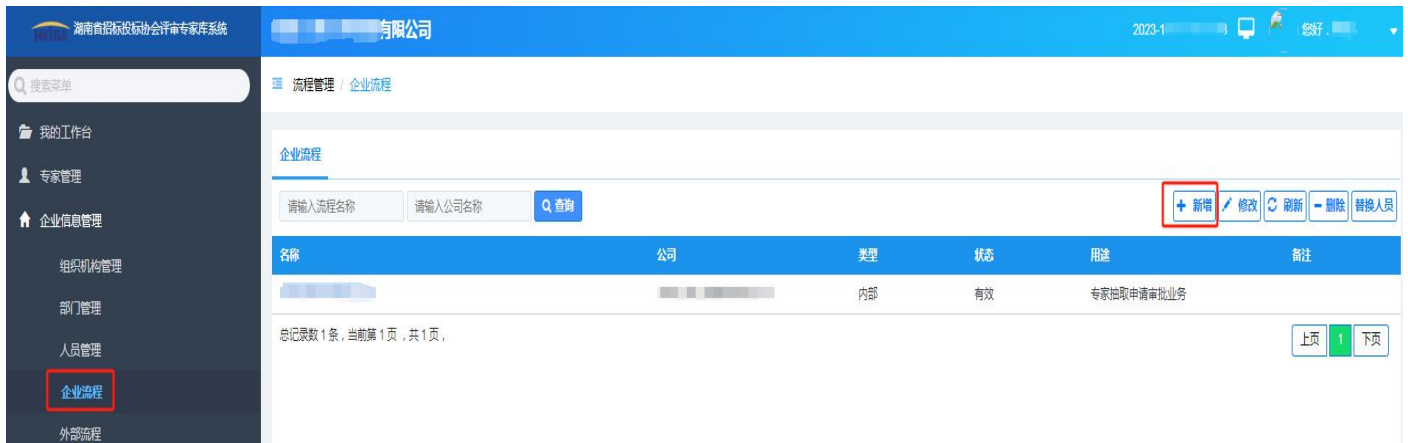 湖南省招标投标协会评审专家库系统
有限公司
2023-1
您好
搜索菜单
流程管理 / 企业流程
我的工作台
专家管理
企业信息管理
组织机构管理
部门管理
人员管理
企业流程
外部流程
企业流程
请输入流程名称 请输入公司名称 查询 新增 修改 刷新 删除 替换人员
名称 公司 类型 状态 用途 备注
内部 有效 专家抽取申请审批业务
总记录数1条,当前第1页,共1页,
上页 1 下页